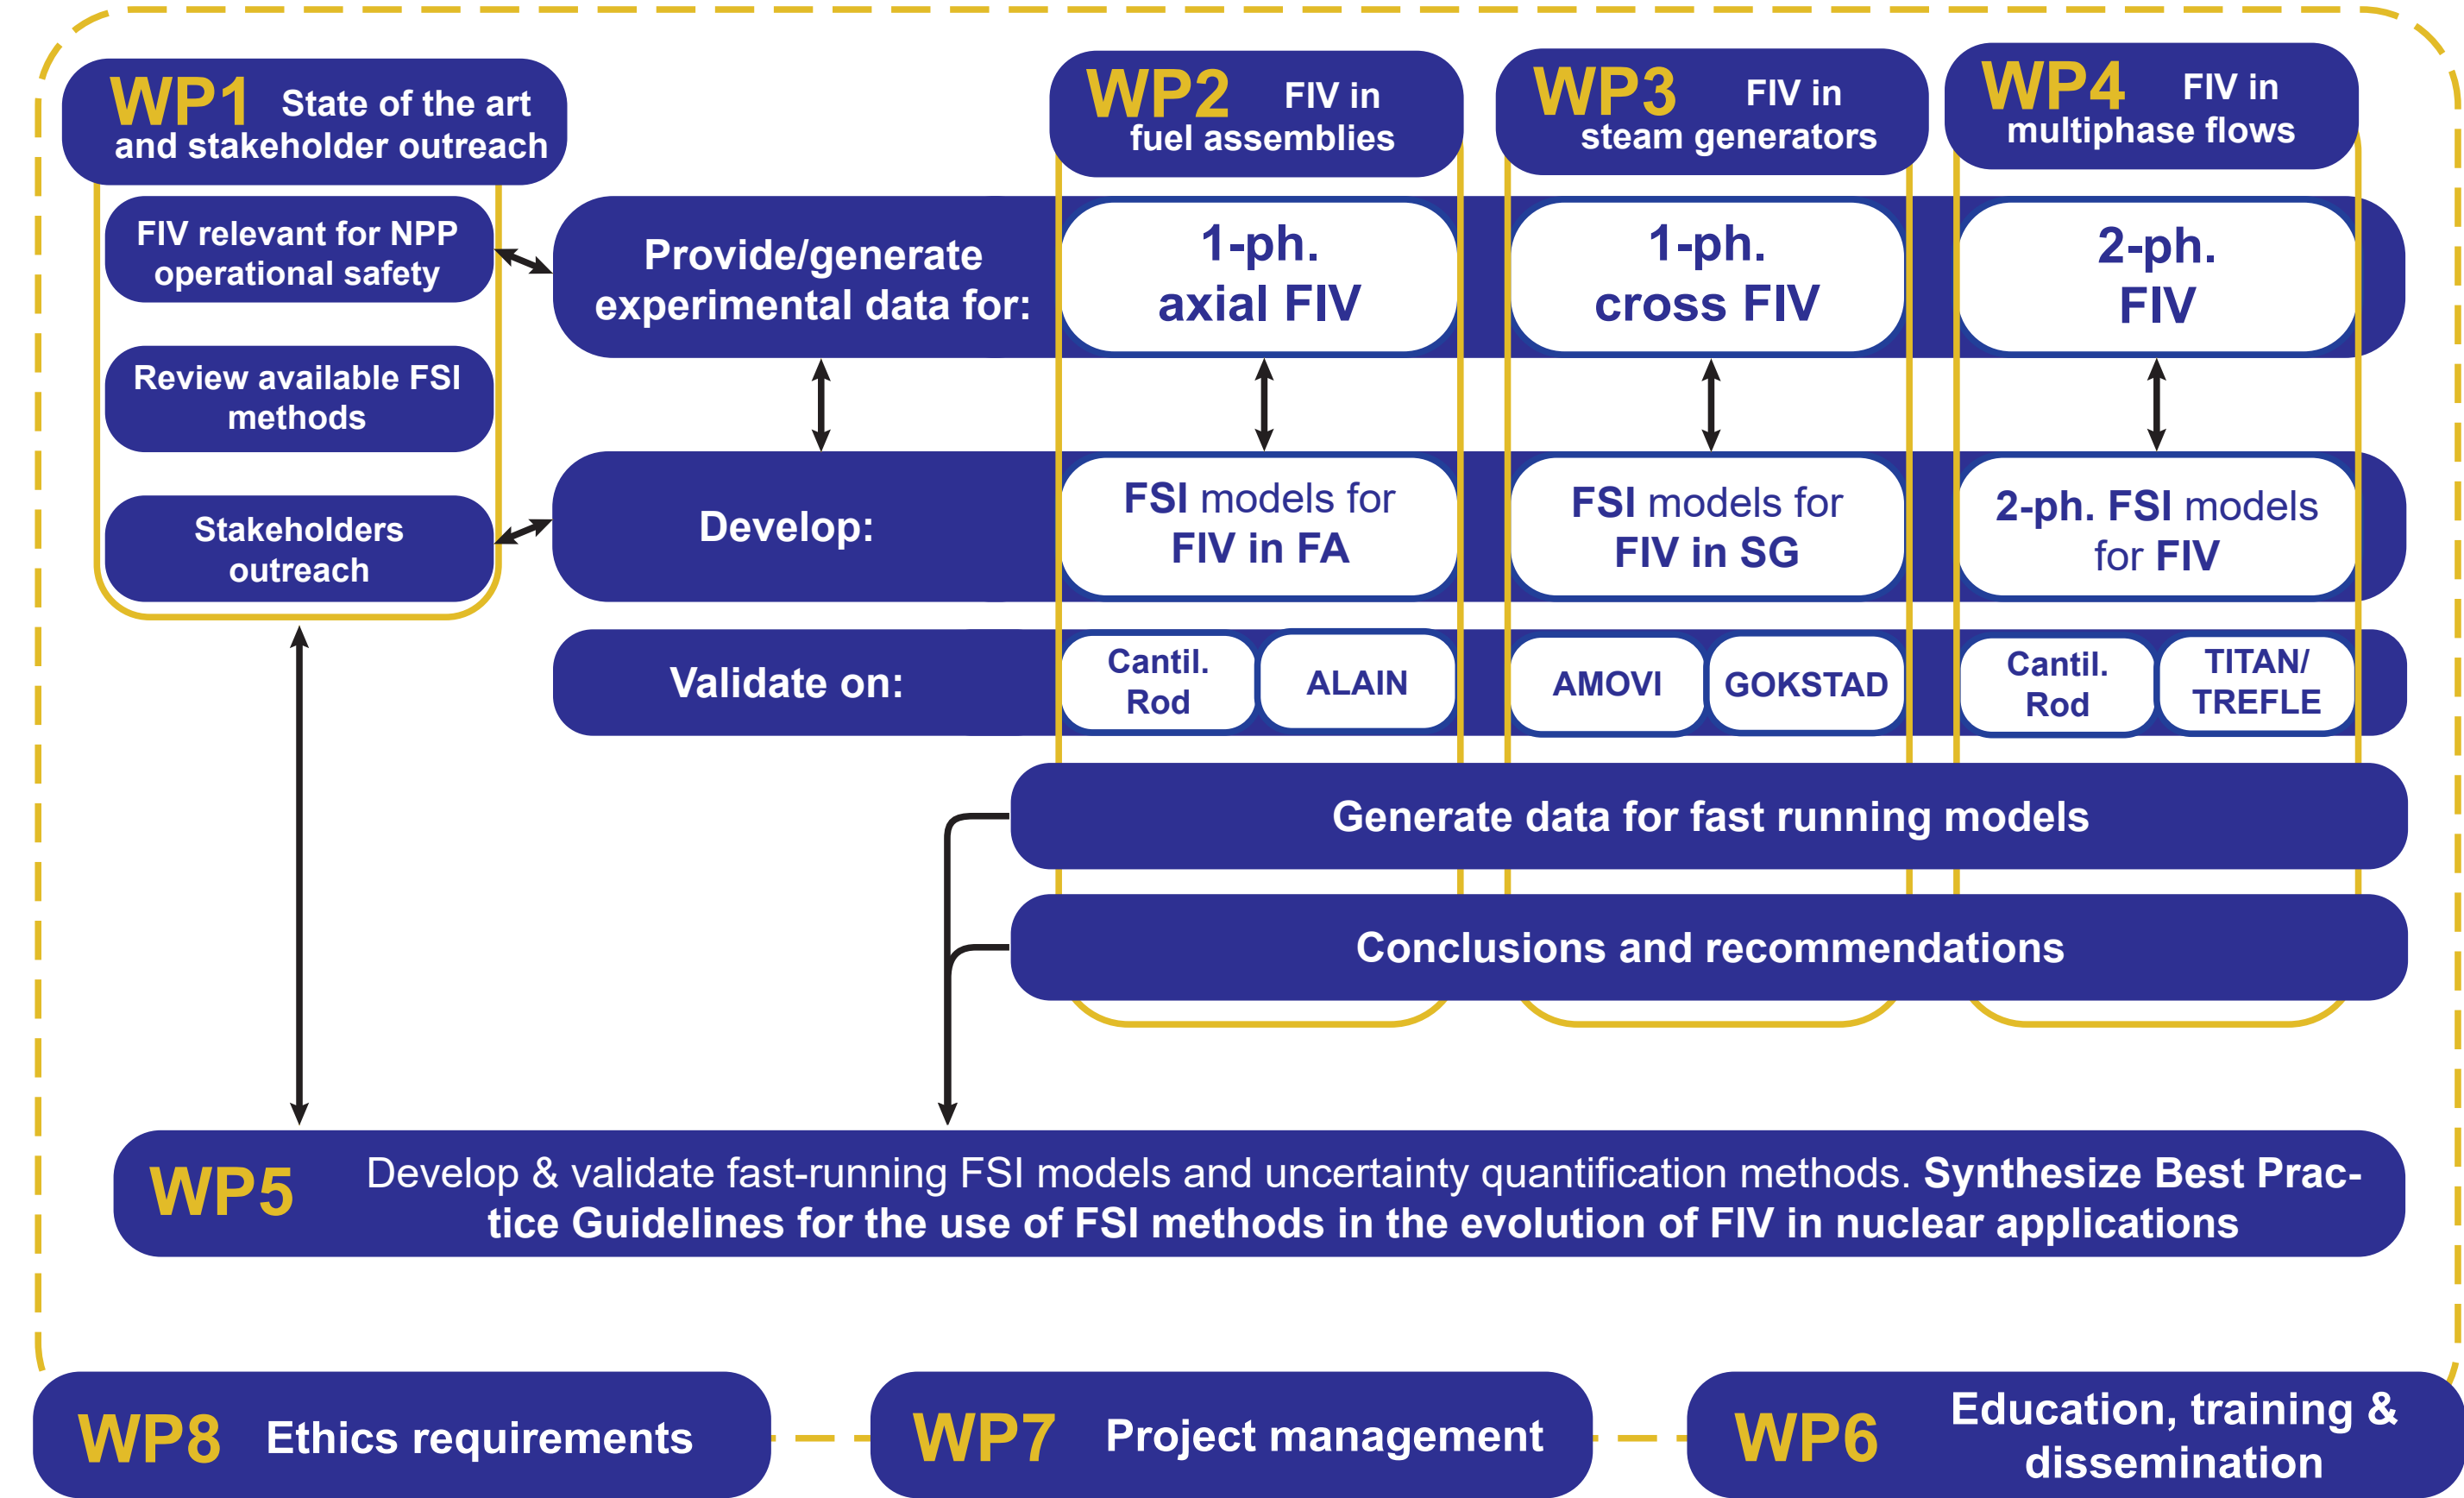 WP1 State of the art
and stakeholder outreach
FIV relevant for NPP
operational safety
Review available FSI
methods
Stakeholders
outreach
WP2 FIV in
fuel assemblies
WP3 FIV in
steam generators
WP4 FIV in
multiphase flows
Provide/generate
experimental data for:
1-ph.
axial FIV
1-ph.
cross FIV
2-ph.
FIV
Develop:
FSI models for
FIV in FA
FSI models for
FIV in SG
2-ph. FSI models
for FIV
Validate on:
Cantil.
Rod
ALAIN
AMOVI
GOKSTAD
Cantil.
Rod
TITAN/
TREFLE
Generate data for fast running models
Conclusions and recommendations
WP5 Develop & validate fast-running FSI models and uncertainty quantification methods. Synthesize Best Prac-
tice Guidelines for the use of FSI methods in the evolution of FIV in nuclear applications
WP8 Ethics requirements
WP7 Project management
WP6 Education, training &
dissemination